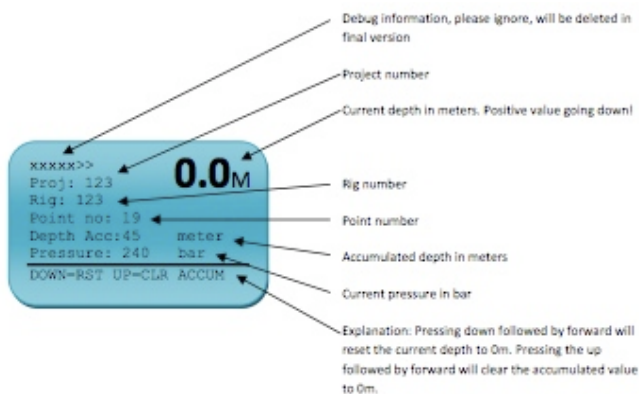 Debug information, please ignore, will be deleted in
final version
Project number
Current depth in meters. Positive value going down!
xxxxx>>
0.0M
Proj: 123
Rig: 123
Point no: 19
Depth Acc:45 meter
Pressure: 240 bar
DOWN=RST UP=CLR ACCUM
Rig number
Point number
Accumulated depth in meters
Current pressure in bar
Explanation: Pressing down followed by forward will
reset the current depth to 0m. Pressing the up
followed by forward will clear the accumulated value
to 0m.